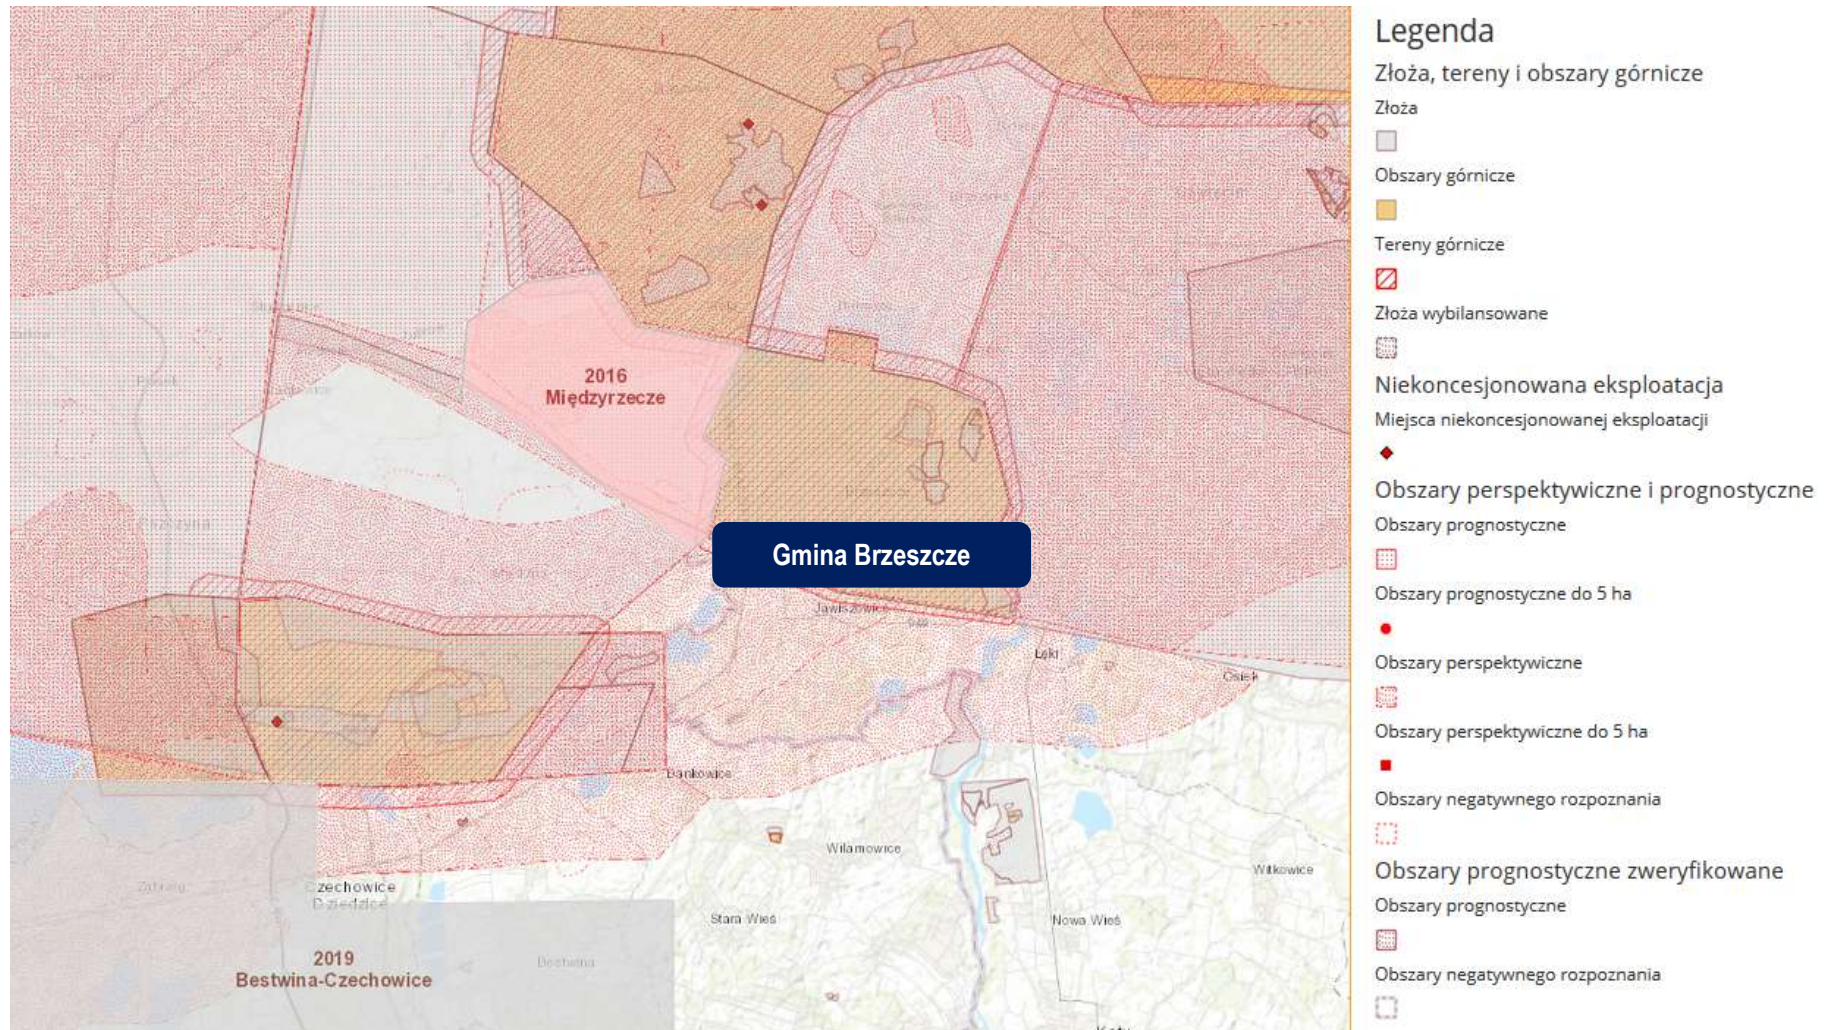 2016
Międzyrzecze
Gmina Brzeszcze
Jawiszowice
Łęki
Osiek
Dankowice
Wilamowice
Witkowice
Czechowice
Dziedzice
Stara Wieś
Nowa Wieś
2019
Bestwina-Czechowice
Bestwina
Legenda
Złoża, tereny i obszary górnicze
Złoża
Obszary górnicze
Tereny górnicze
Złoża wybilansowane
Niekoncesjonowana eksploatacja
Miejsca niekoncesjonowanej eksploatacji
Obszary perspektywiczne i prognostyczne
Obszary prognostyczne
Obszary prognostyczne do 5 ha
Obszary perspektywiczne
Obszary perspektywiczne do 5 ha
Obszary negatywnego rozpoznania
Obszary prognostyczne zweryfikowane
Obszary prognostyczne
Obszary negatywnego rozpoznania